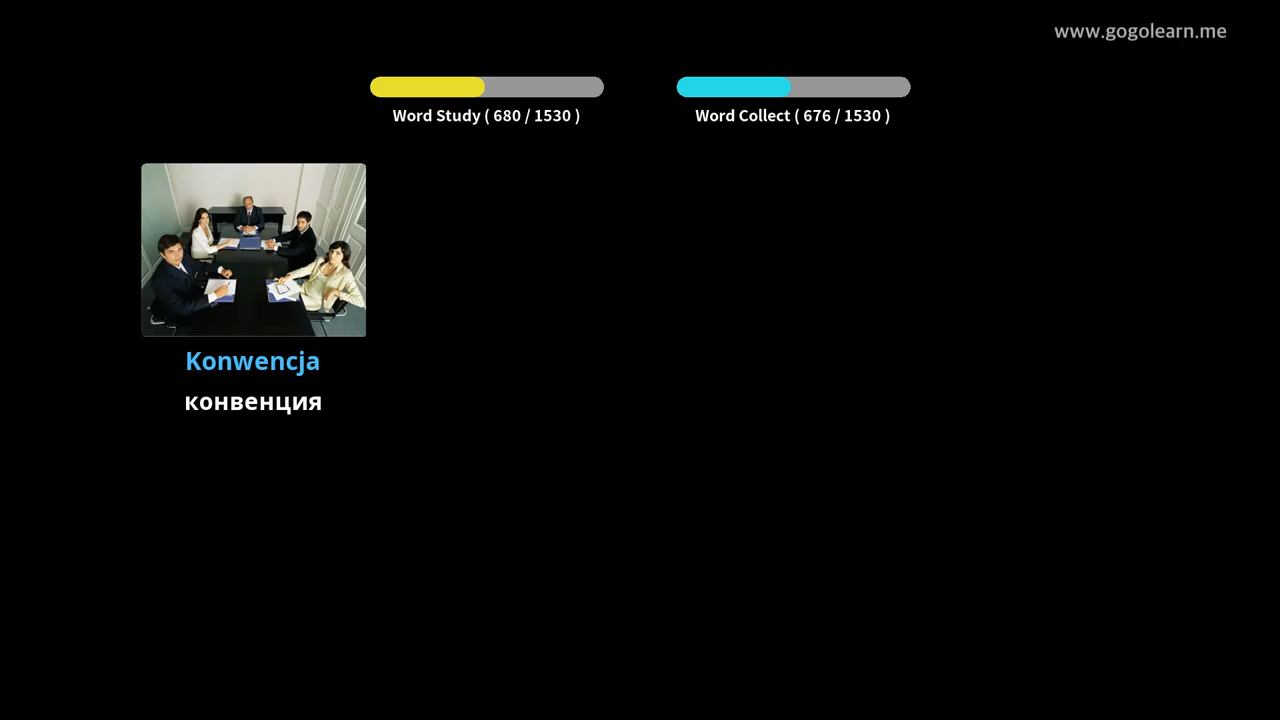 www.gogolearn.me
Word Study ( 680 / 1530 )
Word Collect ( 676 / 1530 )
Konwencja
конвенция